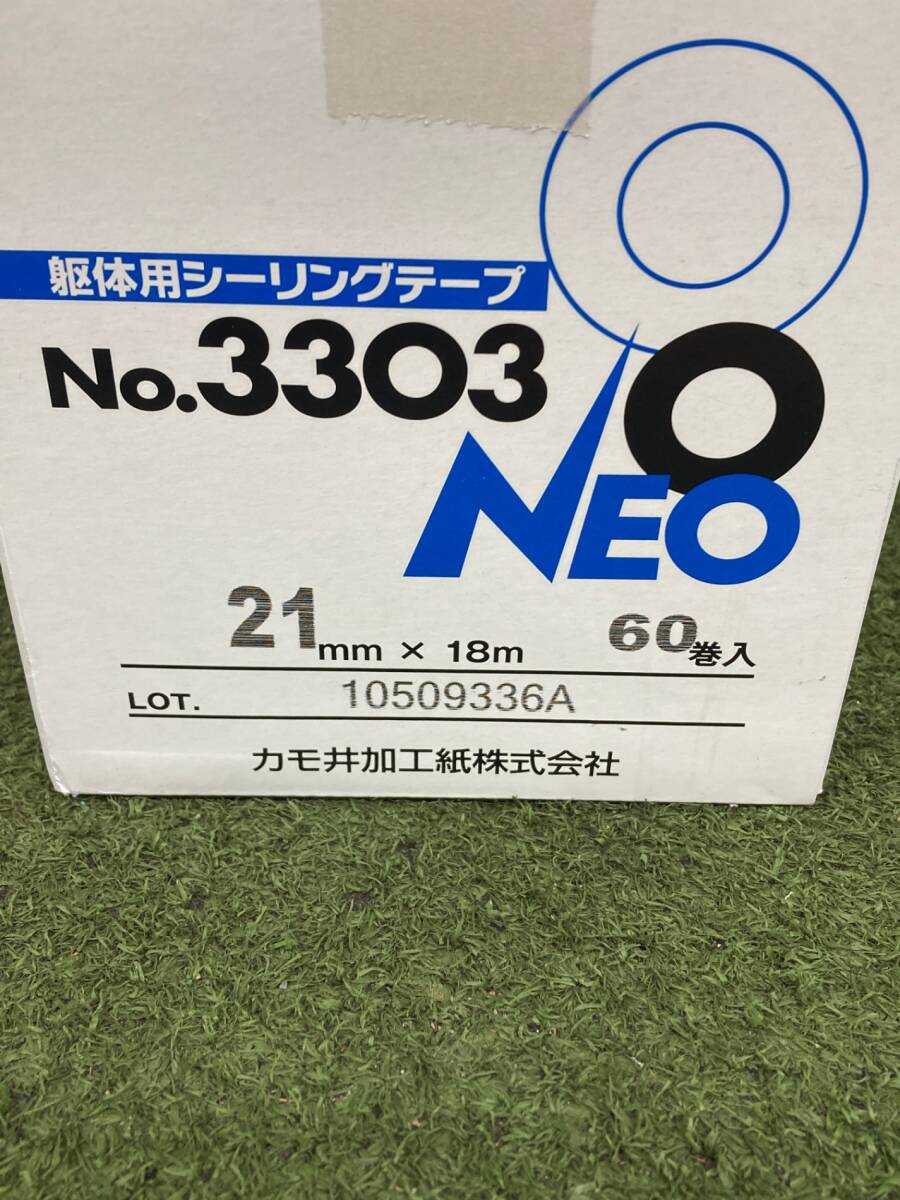 躯体用シーリングテープ
No.3303
NEO
21mm × 18m 60巻入
LOT. 10509336A
カモ井加工紙株式会社